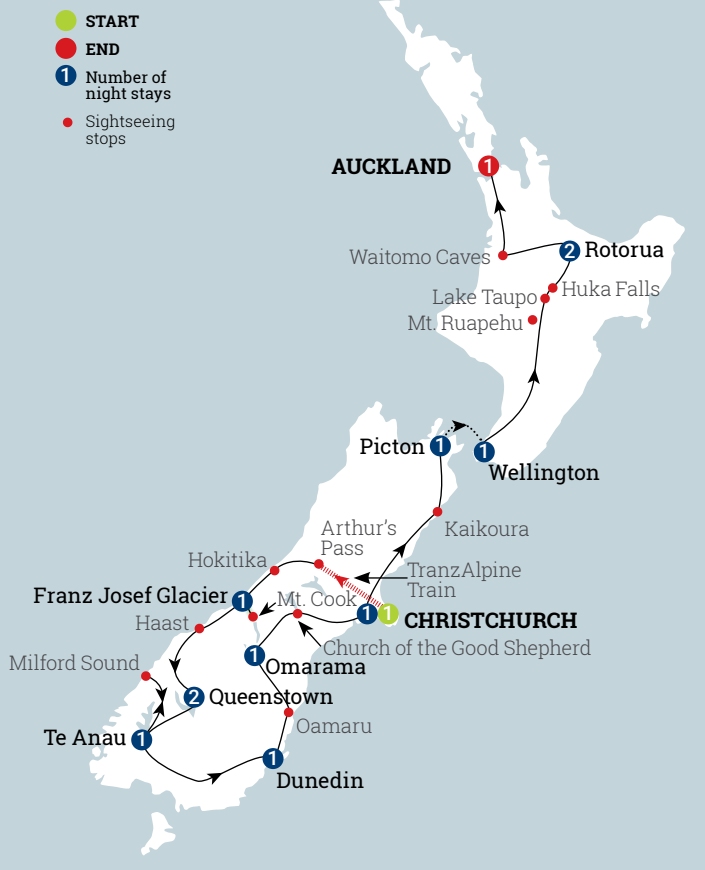 START
END
1 Number of
night stays
Sightseeing
stops
AUCKLAND 1
Waitomo Caves
2 Rotorua
Lake Taupo
Huka Falls
Mt. Ruapehu
Picton 1
1
Wellington
Kaikoura
Arthur's
Pass
Hokitika
TranzAlpine
Train
Franz Josef Glacier 1
Mt. Cook
1 1 CHRISTCHURCH
Haast
Church of the Good Shepherd
1 Omarama
Milford Sound
2 Queenstown
Oamaru
Te Anau 1
1
Dunedin